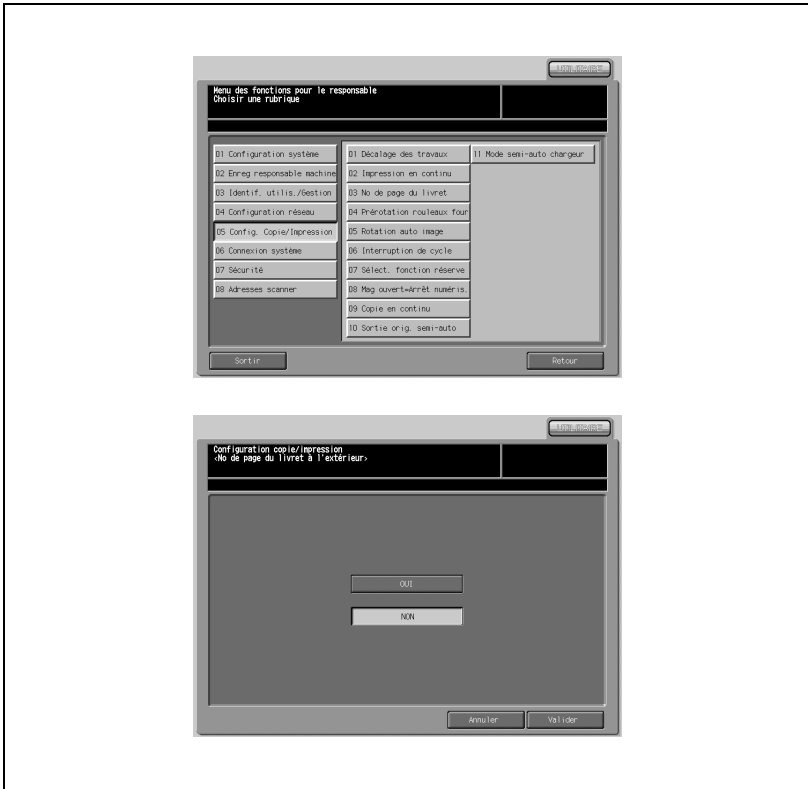 UTILITAIRE
Menu des fonctions pour le responsable
Choisir une rubrique
01 Configuration système
02 Enreg responsable machine
03 Identif. utilis./Gestion
04 Configuration réseau
05 Config. Copie/Impression
06 Connexion système
07 Sécurité
08 Adresses scanner
01 Décalage des travaux
02 Impression en continu
03 No de page du livret
04 Prérotation rouleaux four
05 Rotation auto image
06 Interruption de cycle
07 Sélect. fonction réserve
08 Mag ouvert=Arrêt numéris.
09 Copie en continu
10 Sortie orig. semi-auto
11 Mode semi-auto chargeur
Sortir
Retour
UTILITAIRE
Configuration copie/impression
<No de page du livret à l'extérieur>
OUI
NON
Annuler
Valider